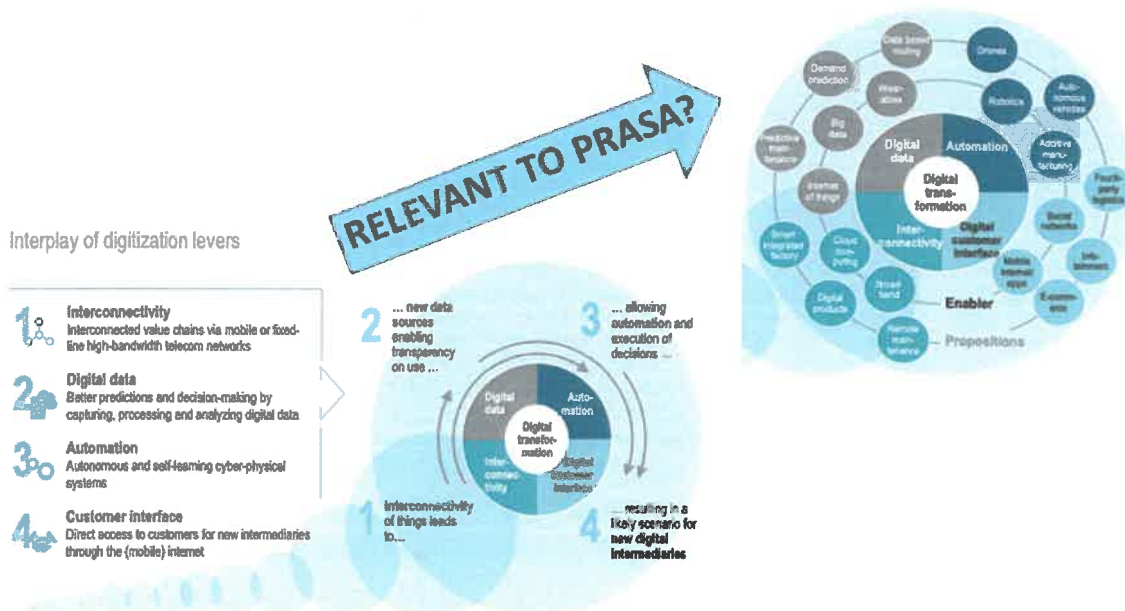 RELEVANT TO PRASA?
Interplay of digitization levers
1
Interconnectivity
Interconnected value chains via mobile or fixed-
line high-bandwidth telecom networks
2
Digital data
Better predictions and decision-making by
capturing, processing and analyzing digital data
3
Automation
Autonomous and self-learning cyber-physical
systems
4
Customer interface
Direct access to customers for new intermediaries
through the (mobile) internet
2
... new data
sources
enabling
transparency
on use ...
3
... allowing
automation and
execution of
decisions ...
Digital
data
Auto-
mation
Digital
transfor-
mation
Inter-
connec-
tivity
Digital
customer
interface
1
Interconnectivity
of things leads
to...
4
... resulting in a
likely scenario for
new digital
intermediaries
Data based
routing
Drones
Demand
prediction
Wear-
ables
Robotics
Auto-
nomous
vehicles
Predictive
main-
tenance
Big
data
Digital
data
Automation
Additive
manu-
facturing
Internet
of things
Digital
trans-
formation
Fourth-
party
logistics
Smart
integrated
factory
Cloud
com-
puting
Inter-
connectivity
Digital
customer
interface
Social
networks
Mobile
internet/
apps
Info-
tainment
Digital
products
Broad-
band
Enabler
E-com-
merce
Remote
main-
tenance
Propositions